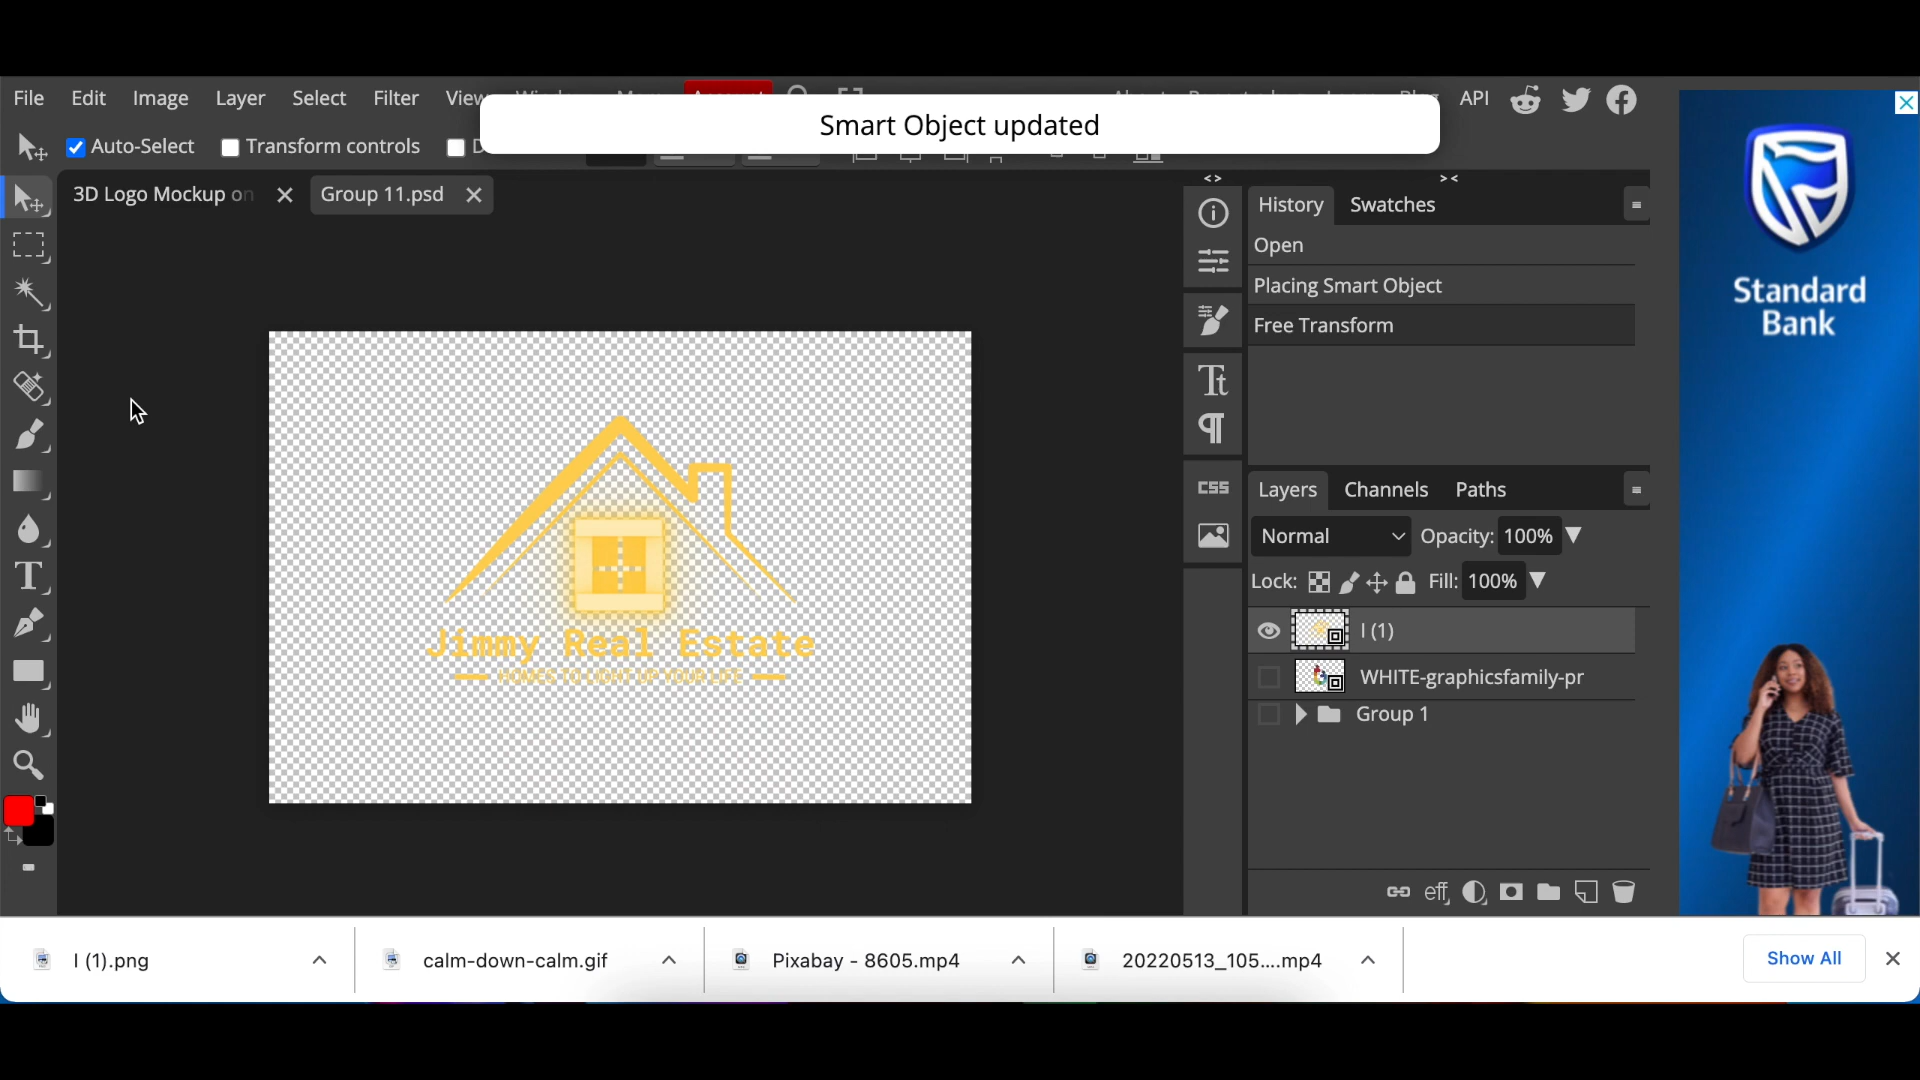 File Edit Image Layer Select Filter View
API
Smart Object updated
Auto-Select Transform controls
3D Logo Mockup on
Group 11.psd
History Swatches
Open
Placing Smart Object
Free Transform
Jimmy Real Estate
HOMES TO LIGHT UP YOUR LIFE
CSS
Layers Channels Paths
Normal Opacity: 100%
Lock: Fill: 100%
I (1)
WHITE-graphicsfamily-pr
Group 1
eff
Standard
Bank
I (1).png
calm-down-calm.gif
Pixabay - 8605.mp4
20220513_105....mp4
Show All